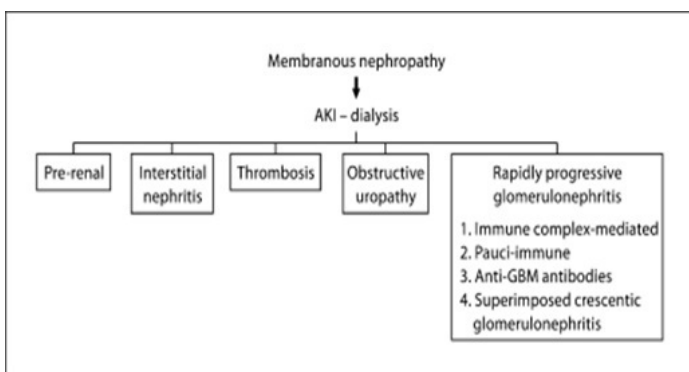 Membranous nephropathy
AKI – dialysis
Pre-renal
Interstitial
nephritis
Thrombosis
Obstructive
uropathy
Rapidly progressive
glomerulonephritis
1. Immune complex-mediated
2. Pauci-immune
3. Anti-GBM antibodies
4. Superimposed crescentic
glomerulonephritis